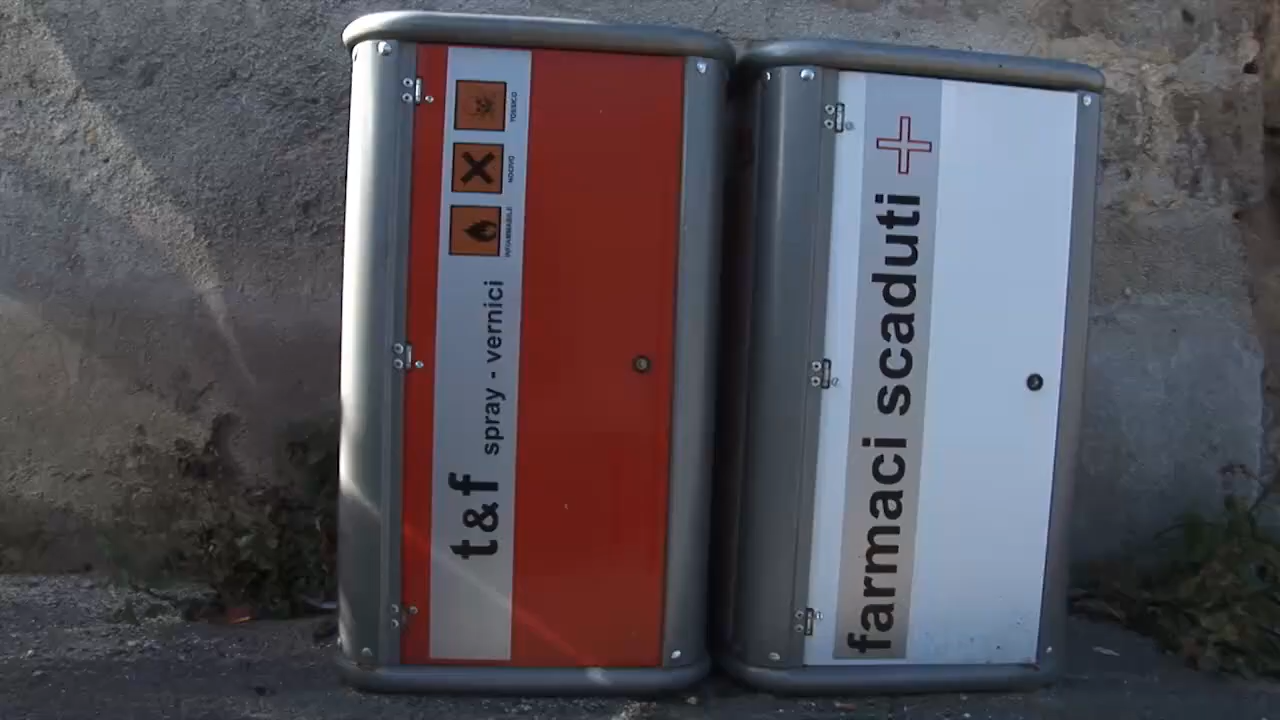 TOSSICO
NOCIVO
INFIAMMABILE
t&f spray - vernici
farmaci scaduti